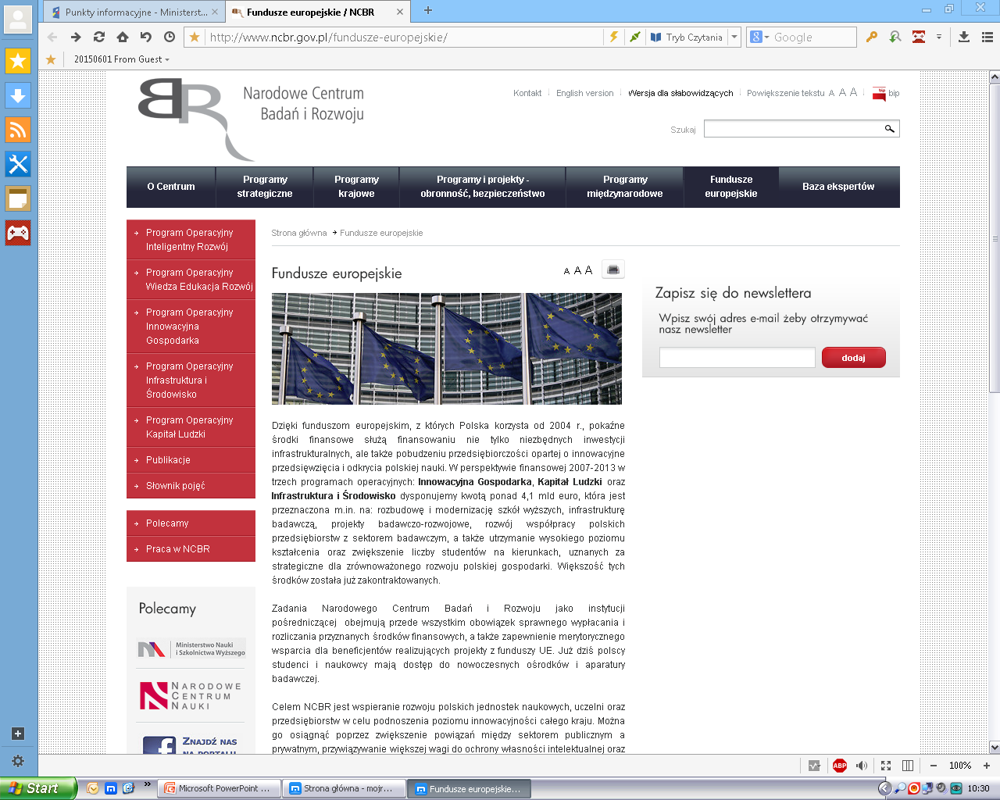 Punkty informacyjne - Ministerst...
Fundusze europejskie / NCBR
http://www.ncbr.gov.pl/fundusze-europejskie/
Tryb Czytania
Google
20150601 From Guest
Narodowe Centrum
Badań i Rozwoju
Kontakt
English version
Wersja dla słabowidzących
Powiększenie tekstu A A A
bip
Szukaj
O Centrum
Programy
strategiczne
Programy
krajowe
Programy i projekty -
obronność, bezpieczeństwo
Programy
międzynarodowe
Fundusze
europejskie
Baza ekspertów
Program Operacyjny
Inteligentny Rozwój
Program Operacyjny
Wiedza Edukacja Rozwój
Program Operacyjny
Innowacyjna
Gospodarka
Program Operacyjny
Infrastruktura i
Środowisko
Program Operacyjny
Kapitał Ludzki
Publikacje
Słownik pojęć
Polecamy
Praca w NCBR
Polecamy
Ministerstwo Nauki
i Szkolnictwa Wyższego
Narodowe
Centrum
Nauki
Znajdź nas
na portalu
Strona główna
Fundusze europejskie
Fundusze europejskie
A A A
Dzięki funduszom europejskim, z których Polska korzysta od 2004 r., pokaźne
środki finansowe służą finansowaniu nie tylko niezbędnych inwestycji
infrastrukturalnych, ale także pobudzeniu przedsiębiorczości opartej o innowacyjne
przedsięwzięcia i odkrycia polskiej nauki. W perspektywie finansowej 2007-2013 w
trzech programach operacyjnych: Innowacyjna Gospodarka, Kapitał Ludzki oraz
Infrastruktura i Środowisko dysponujemy kwotą ponad 4,1 mld euro, która jest
przeznaczona m.in. na: rozbudowę i modernizację szkół wyższych, infrastrukturę
badawczą, projekty badawczo-rozwojowe, rozwój współpracy polskich
przedsiębiorstw z sektorem badawczym, a także utrzymanie wysokiego poziomu
kształcenia oraz zwiększenie liczby studentów na kierunkach, uznanych za
strategiczne dla zrównoważonego rozwoju polskiej gospodarki. Większość tych
środków została już zakontraktowanych.
Zadania Narodowego Centrum Badań i Rozwoju jako instytucji
pośredniczącej obejmują przede wszystkim obowiązek sprawnego wypłacania i
rozliczania przyznanych środków finansowych, a także zapewnienie merytorycznego
wsparcia dla beneficjentów realizujących projekty z funduszy UE. Już dziś polscy
studenci i naukowcy mają dostęp do nowoczesnych ośrodków i aparatury
badawczej.
Celem NCBR jest wspieranie rozwoju polskich jednostek naukowych, uczelni oraz
przedsiębiorstw w celu podnoszenia poziomu innowacyjności całego kraju. Można
go osiągnąć poprzez zwiększenie powiązań między sektorem publicznym a
prywatnym, przywiązywanie większej wagi do ochrony własności intelektualnej oraz
Zapisz się do newslettera
Wpisz swój adres e-mail żeby otrzymywać
nasz newsletter
dodaj
ABP
100%
Start
Microsoft PowerPoint ...
Strona główna - mojr...
Fundusze europejskie...
10:30